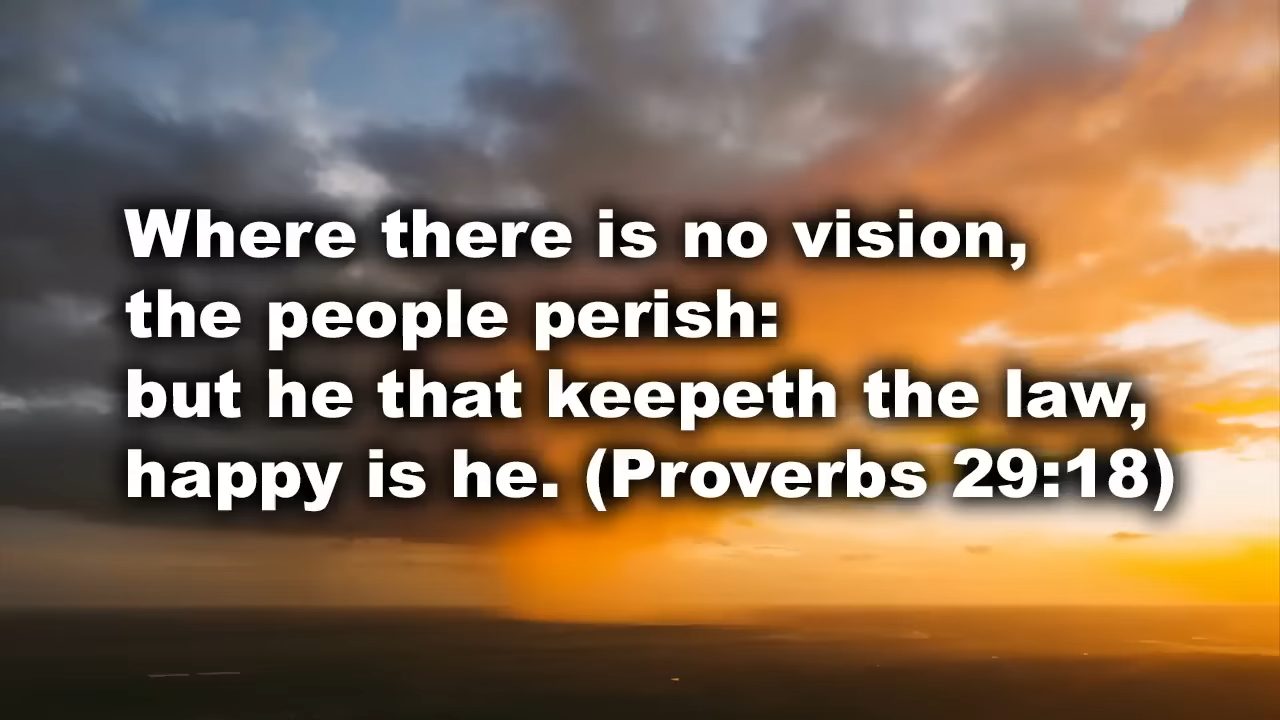 Where there is no vision,
the people perish:
but he that keepeth the law,
happy is he. (Proverbs 29:18)